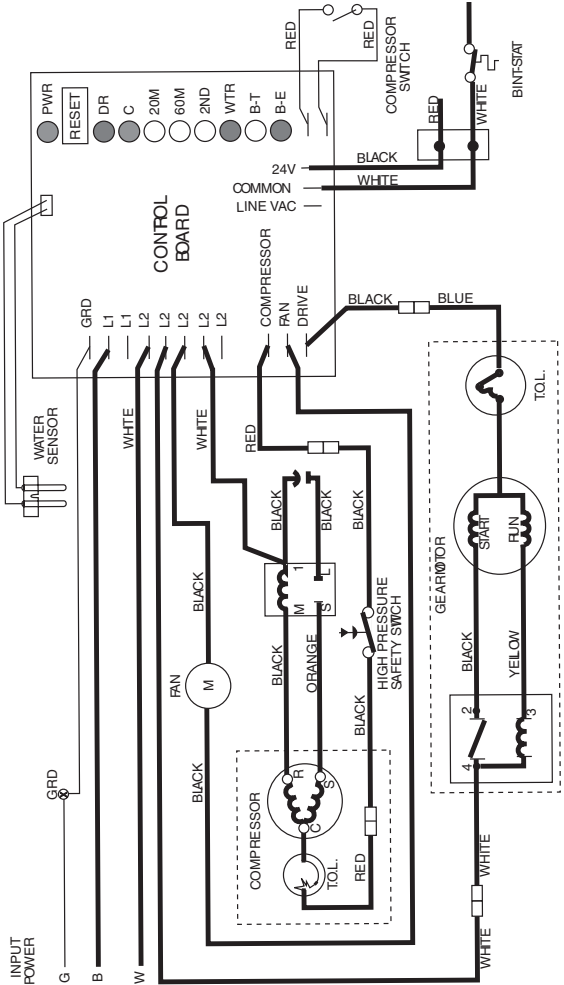 PWR
RESET
DR
C
20M
60M
2ND
WTR
B-T
B-E
RED
RED
COMPRESSOR
SWITCH
BINT-STAT
RED
WHITE
24V
BLACK
COMMON
WHITE
LINE VAC
CONTROL
BOARD
WATER
SENSOR
GRD
L1
L1
L2
L2
L2
L2
COMPRESSOR
FAN
DRIVE
BLACK
BLUE
WHITE
WHITE
RED
T.O.L.
GEARMOTOR
START
RUN
BLACK
YELLOW
2
4
3
1
WHITE
WHITE
BLACK
BLACK
BLACK
1
L
M
S
BLACK
ORANGE
HIGH PRESSURE
SAFETY SWICH
BLACK
FAN
M
BLACK
BLACK
COMPRESSOR
R
S
C
T.O.L.
RED
GRD
INPUT
POWER
G
B
W